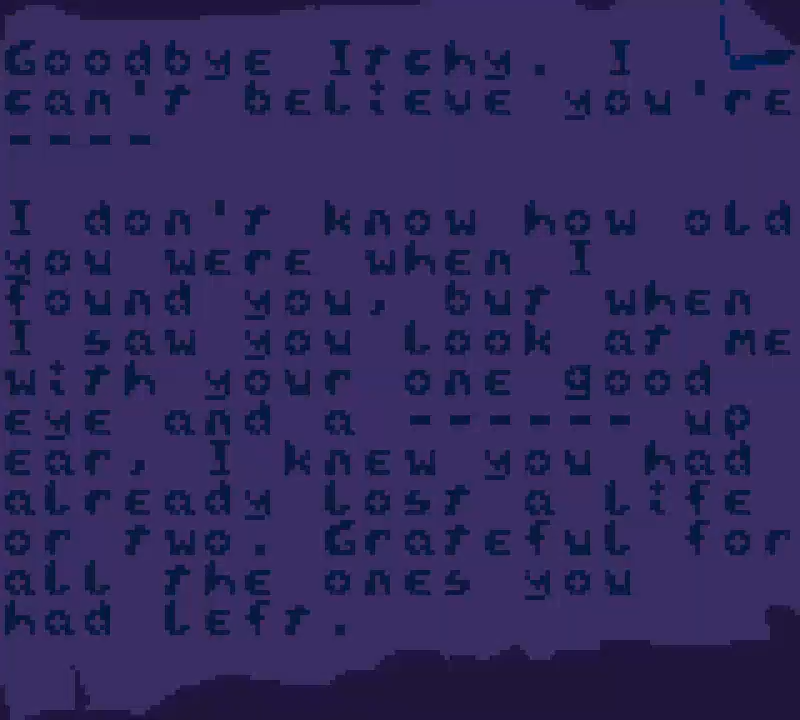 Goodbye Itchy. I
can't believe you're
----
I don't know how old
you were when I
found you, but when
I saw you look at me
with your one good
eye and a ------ up
ear, I knew you had
already lost a life
or two. Grateful for
all the ones you
had left.